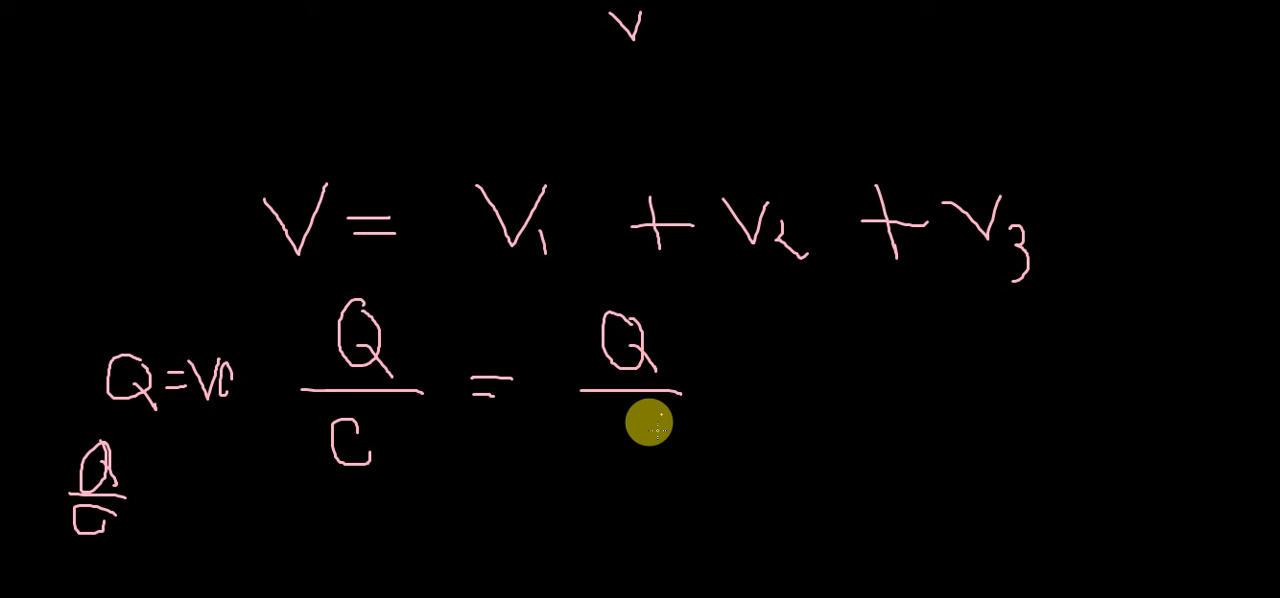 V
V = V₁ + V₂ + V₃
Q = VC Q/C = Q/
Q/C